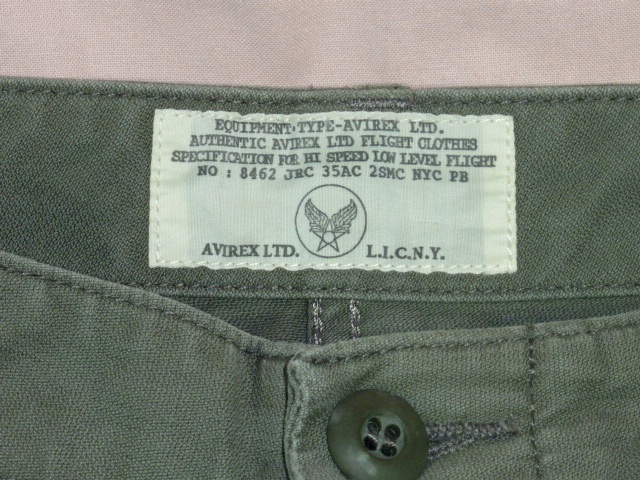 EQUIPMENT·TYPE-AVIREX LTD.
AUTHENTIC AVIREX LTD FLIGHT CLOTHES
SPECIFICATION FOR HI SPEED LOW LEVEL FLIGHT
NO : 8462 JRC 35AC 2SMC NYC PB
AVIREX LTD. L.I.C.N.Y.